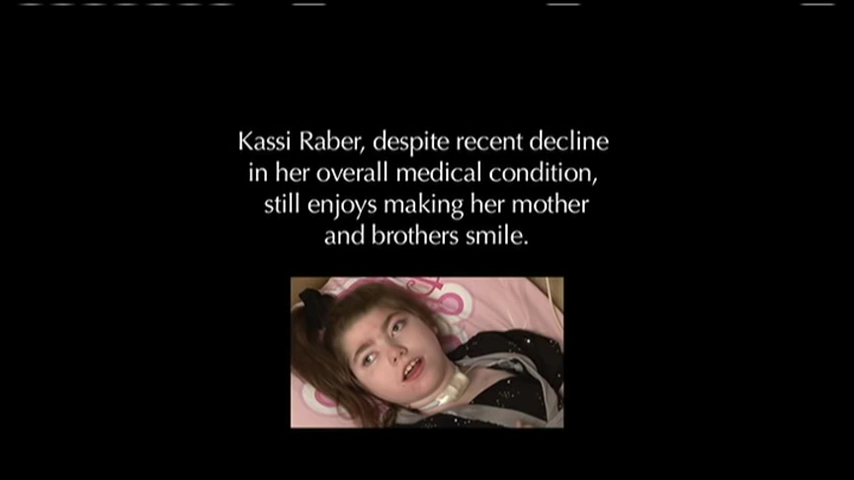 Kassi Raber, despite recent decline
in her overall medical condition,
still enjoys making her mother
and brothers smile.